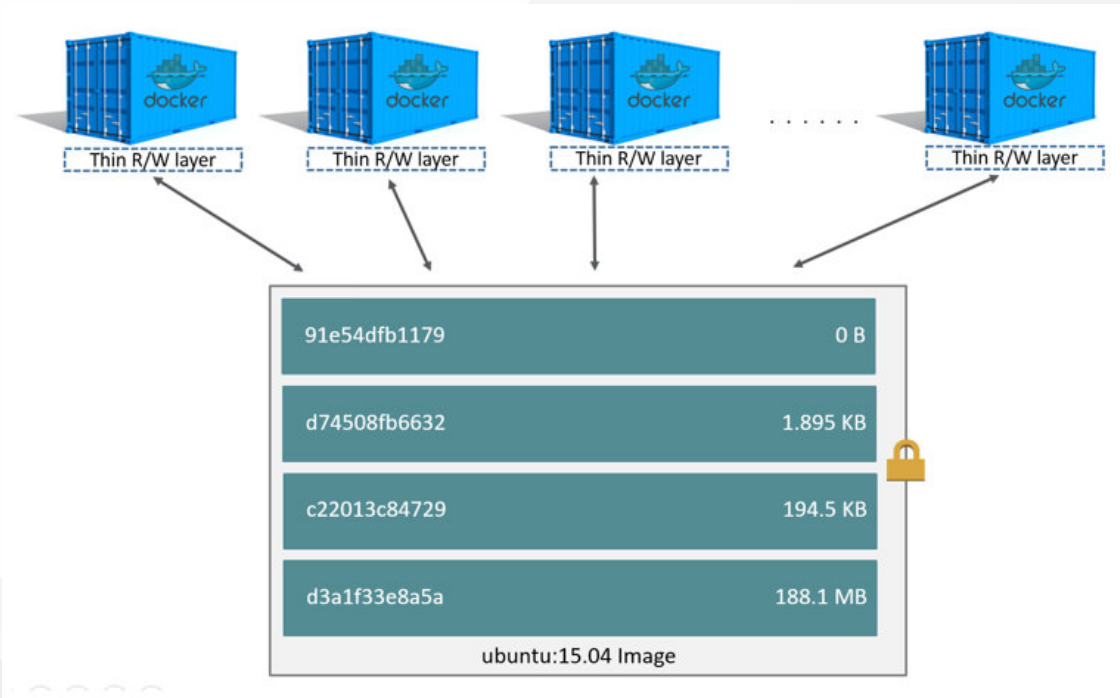 docker docker docker docker
Thin R/W layer Thin R/W layer Thin R/W layer . . . . . . Thin R/W layer
91e54dfb1179 0 B
d74508fb6632 1.895 KB
c22013c84729 194.5 KB
d3a1f33e8a5a 188.1 MB
ubuntu:15.04 Image